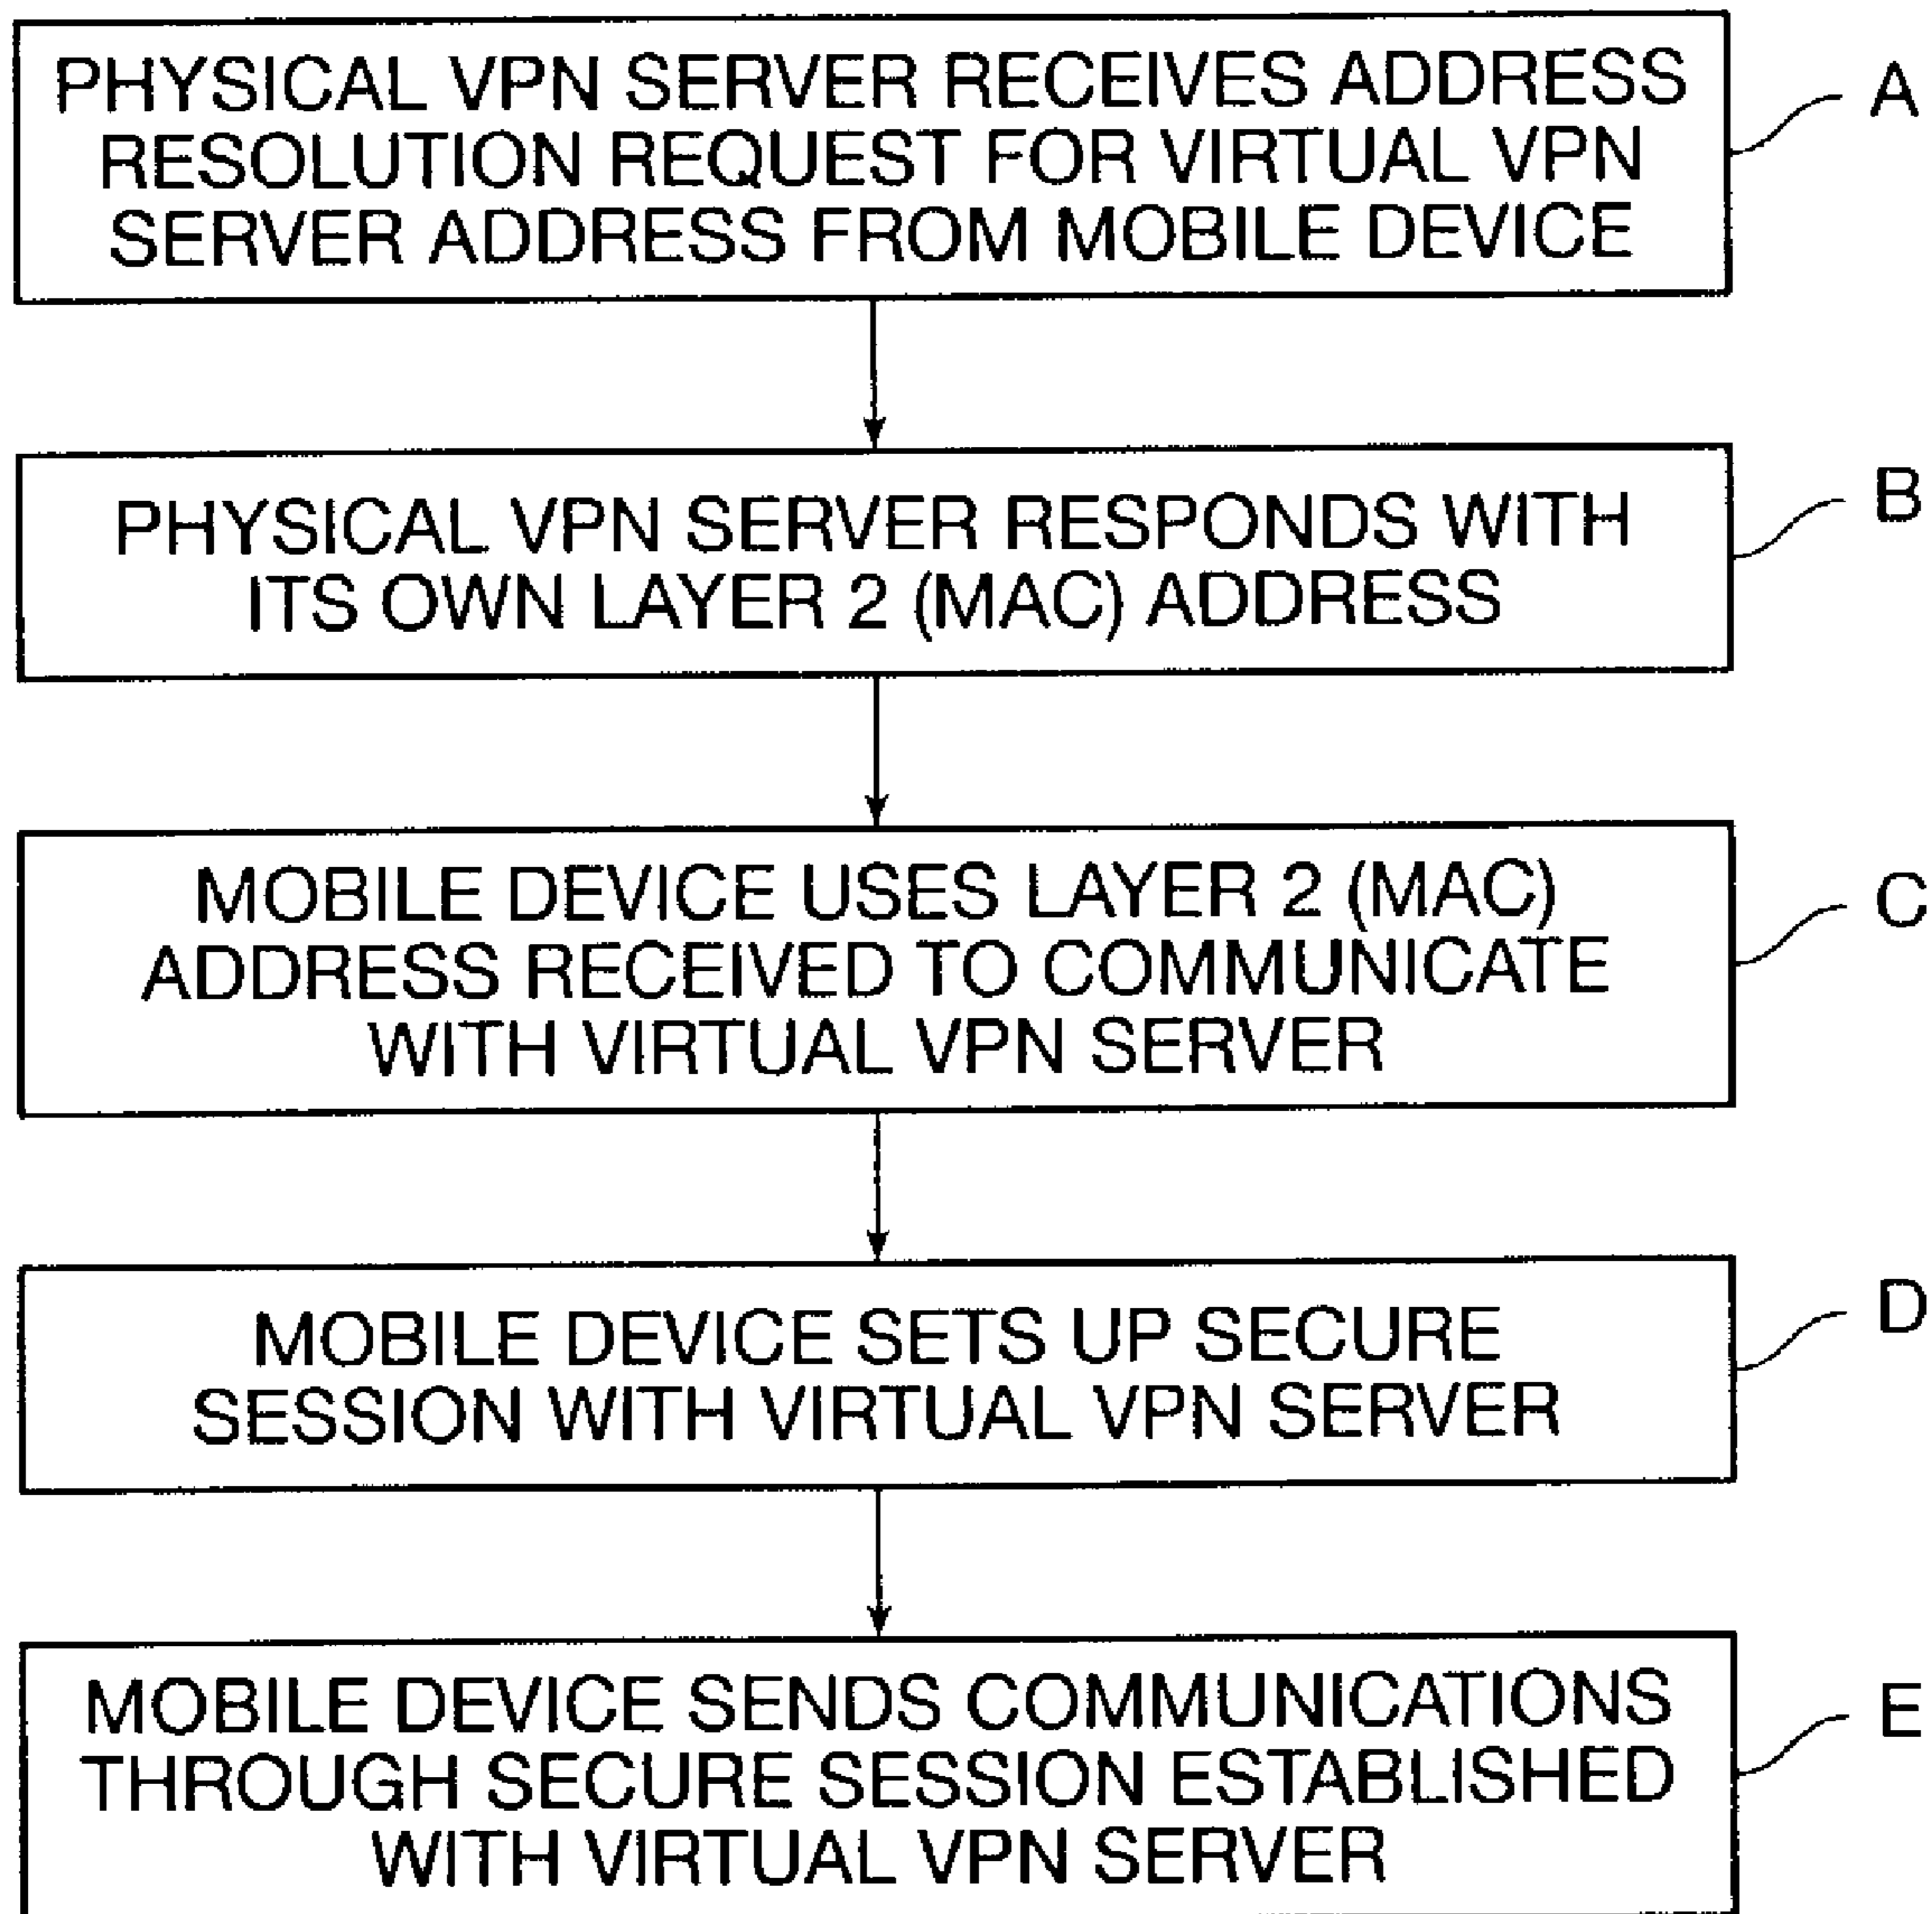 PHYSICAL VPN SERVER RECEIVES ADDRESS
RESOLUTION REQUEST FOR VIRTUAL VPN
SERVER ADDRESS FROM MOBILE DEVICE
A
PHYSICAL VPN SERVER RESPONDS WITH
ITS OWN LAYER 2 (MAC) ADDRESS
B
MOBILE DEVICE USES LAYER 2 (MAC)
ADDRESS RECEIVED TO COMMUNICATE
WITH VIRTUAL VPN SERVER
C
MOBILE DEVICE SETS UP SECURE
SESSION WITH VIRTUAL VPN SERVER
D
MOBILE DEVICE SENDS COMMUNICATIONS
THROUGH SECURE SESSION ESTABLISHED
WITH VIRTUAL VPN SERVER
E